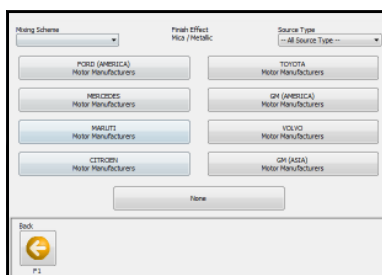 Mixing Scheme
Finish Effect
Mica / Metallic
Source Type
-- All Source Type --
FORD (AMERICA)
Motor Manufacturers
TOYOTA
Motor Manufacturers
MERCEDES
Motor Manufacturers
GM (AMERICA)
Motor Manufacturers
MARUTI
Motor Manufacturers
VOLVO
Motor Manufacturers
CITROEN
Motor Manufacturers
GM (ASIA)
Motor Manufacturers
None
Back
F1